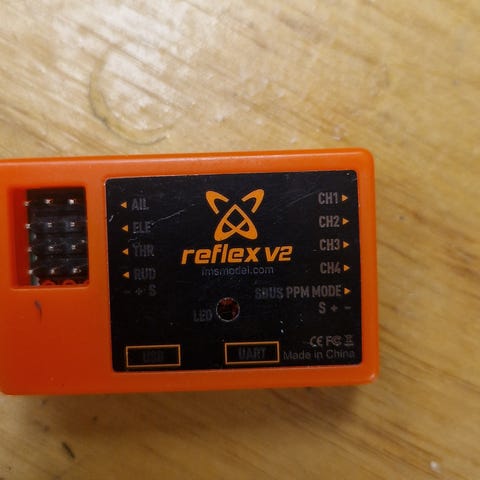 AIL
ELE
THR
RUD
- + S
reflex V2
fmsmodel.com
LED
CH1
CH2
CH3
CH4
SBUS PPM MODE
S + -
USB
UART
CE FC
Made in China